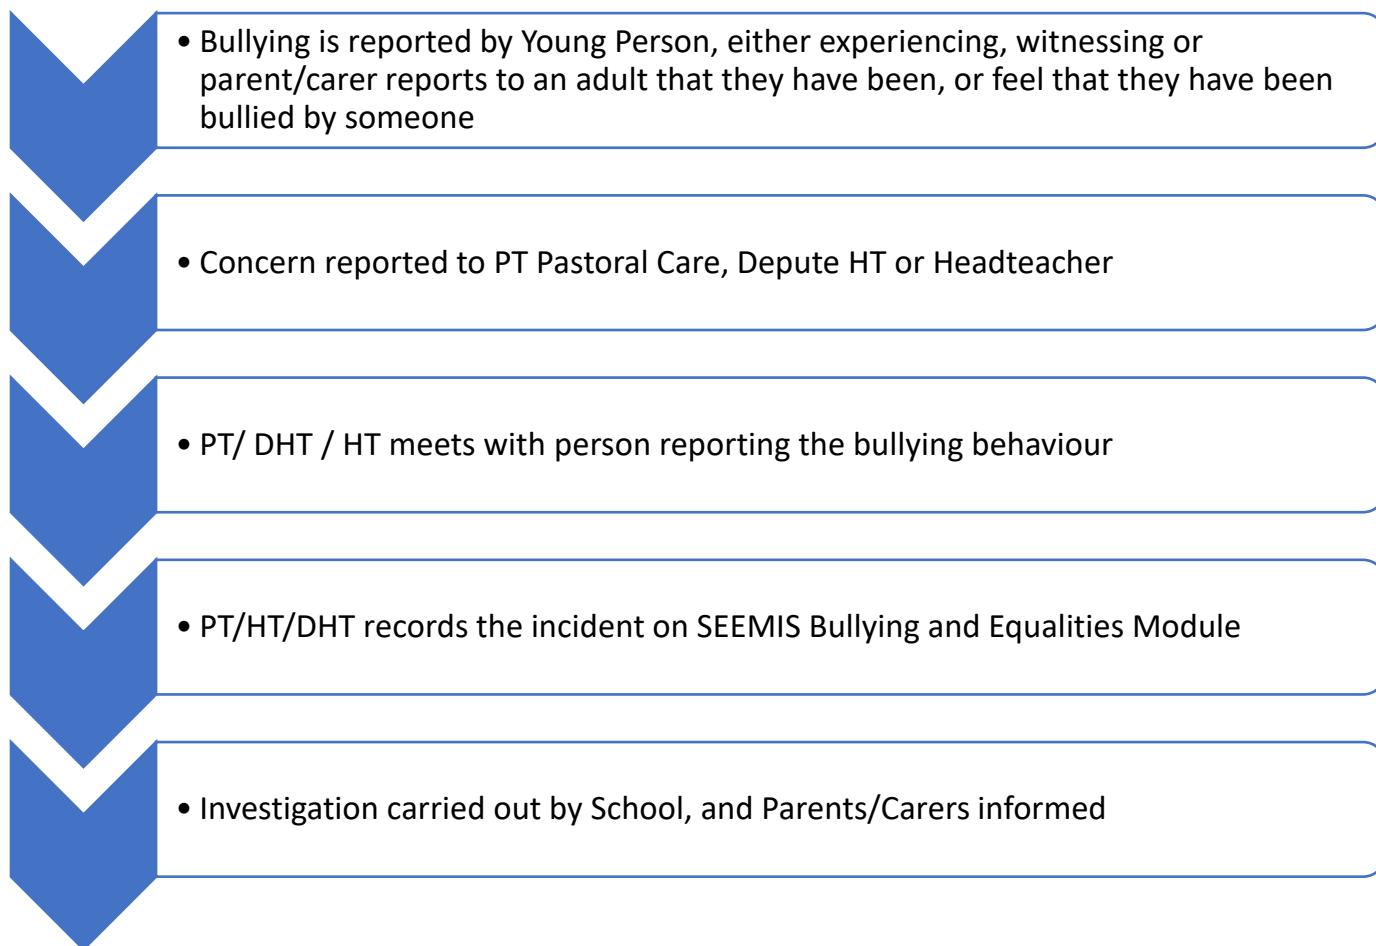 • Bullying is reported by Young Person, either experiencing, witnessing or
parent/carer reports to an adult that they have been, or feel that they have been
bullied by someone
• Concern reported to PT Pastoral Care, Depute HT or Headteacher
• PT/ DHT / HT meets with person reporting the bullying behaviour
• PT/HT/DHT records the incident on SEEMIS Bullying and Equalities Module
• Investigation carried out by School, and Parents/Carers informed